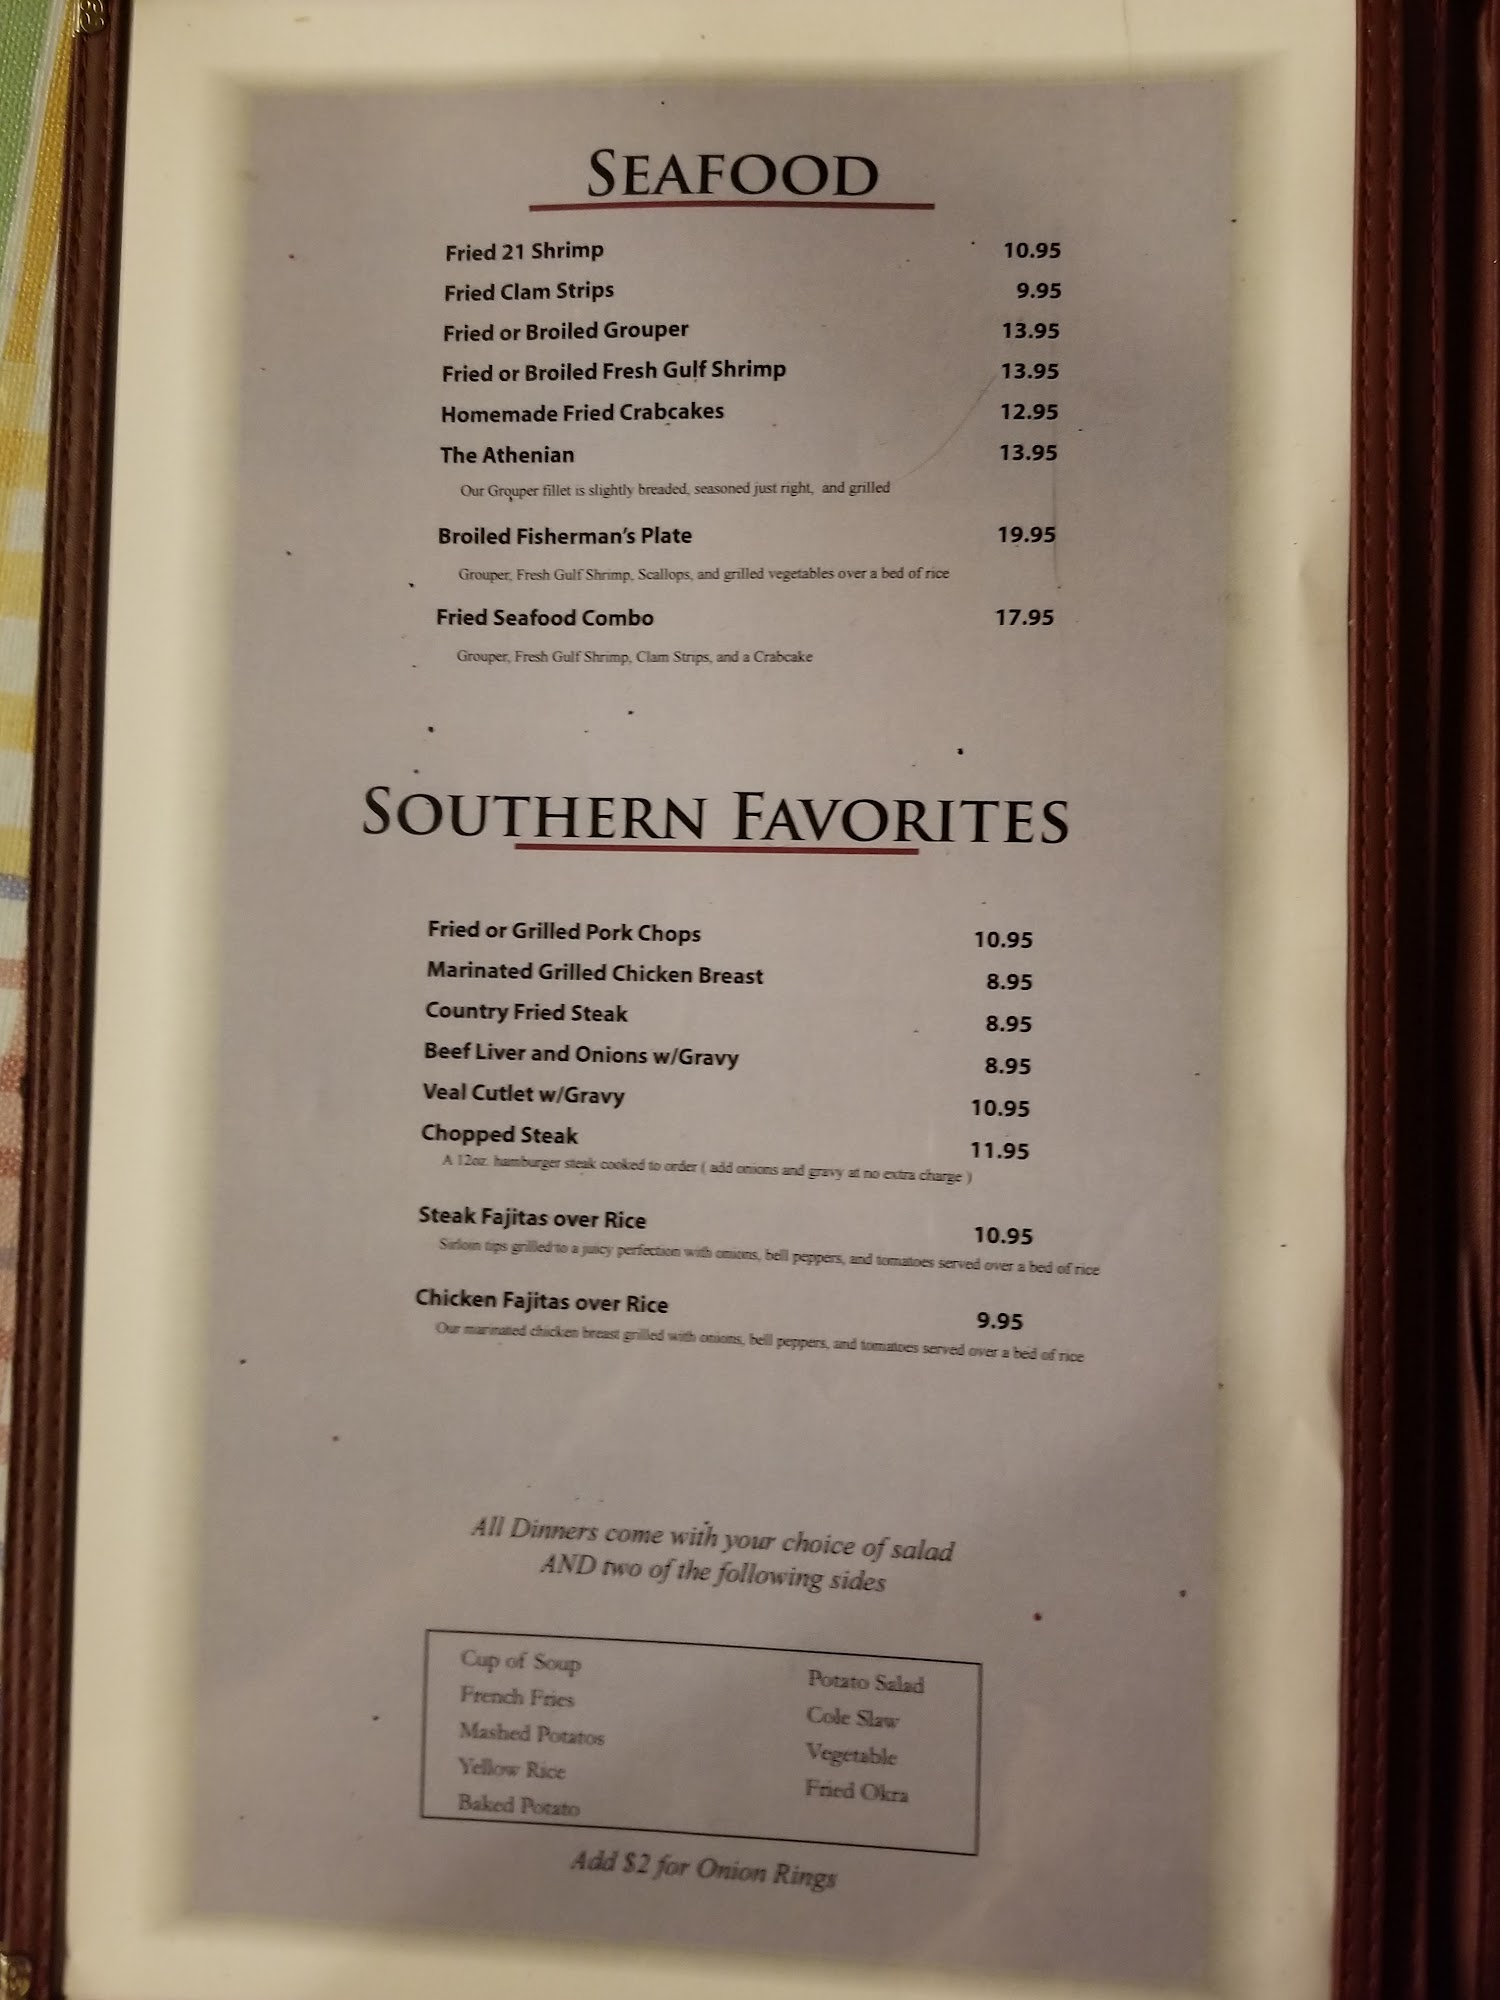 SEAFOOD
Fried 21 Shrimp 10.95
Fried Clam Strips 9.95
Fried or Broiled Grouper 13.95
Fried or Broiled Fresh Gulf Shrimp 13.95
Homemade Fried Crabcakes 12.95
The Athenian 13.95
Our Grouper fillet is slightly breaded, seasoned just right, and grilled
Broiled Fisherman's Plate 19.95
Grouper, Fresh Gulf Shrimp, Scallops, and grilled vegetables over a bed of rice
Fried Seafood Combo 17.95
Grouper, Fresh Gulf Shrimp, Clam Strips, and a Crabcake
SOUTHERN FAVORITES
Fried or Grilled Pork Chops 10.95
Marinated Grilled Chicken Breast 8.95
Country Fried Steak 8.95
Beef Liver and Onions w/Gravy 8.95
Veal Cutlet w/Gravy 10.95
Chopped Steak 11.95
A 12oz. hamburger steak cooked to order ( add onions and gravy at no extra charge )
Steak Fajitas over Rice 10.95
Sirloin tips grilled to a juicy perfection with onions, bell peppers, and tomatoes served over a bed of rice
Chicken Fajitas over Rice 9.95
Our marinated chicken breast grilled with onions, bell peppers, and tomatoes served over a bed of rice
All Dinners come with your choice of salad
AND two of the following sides
Cup of Soup
French Fries
Mashed Potatos
Yellow Rice
Baked Potato
Potato Salad
Cole Slaw
Vegetable
Fried Okra
Add $2 for Onion Rings